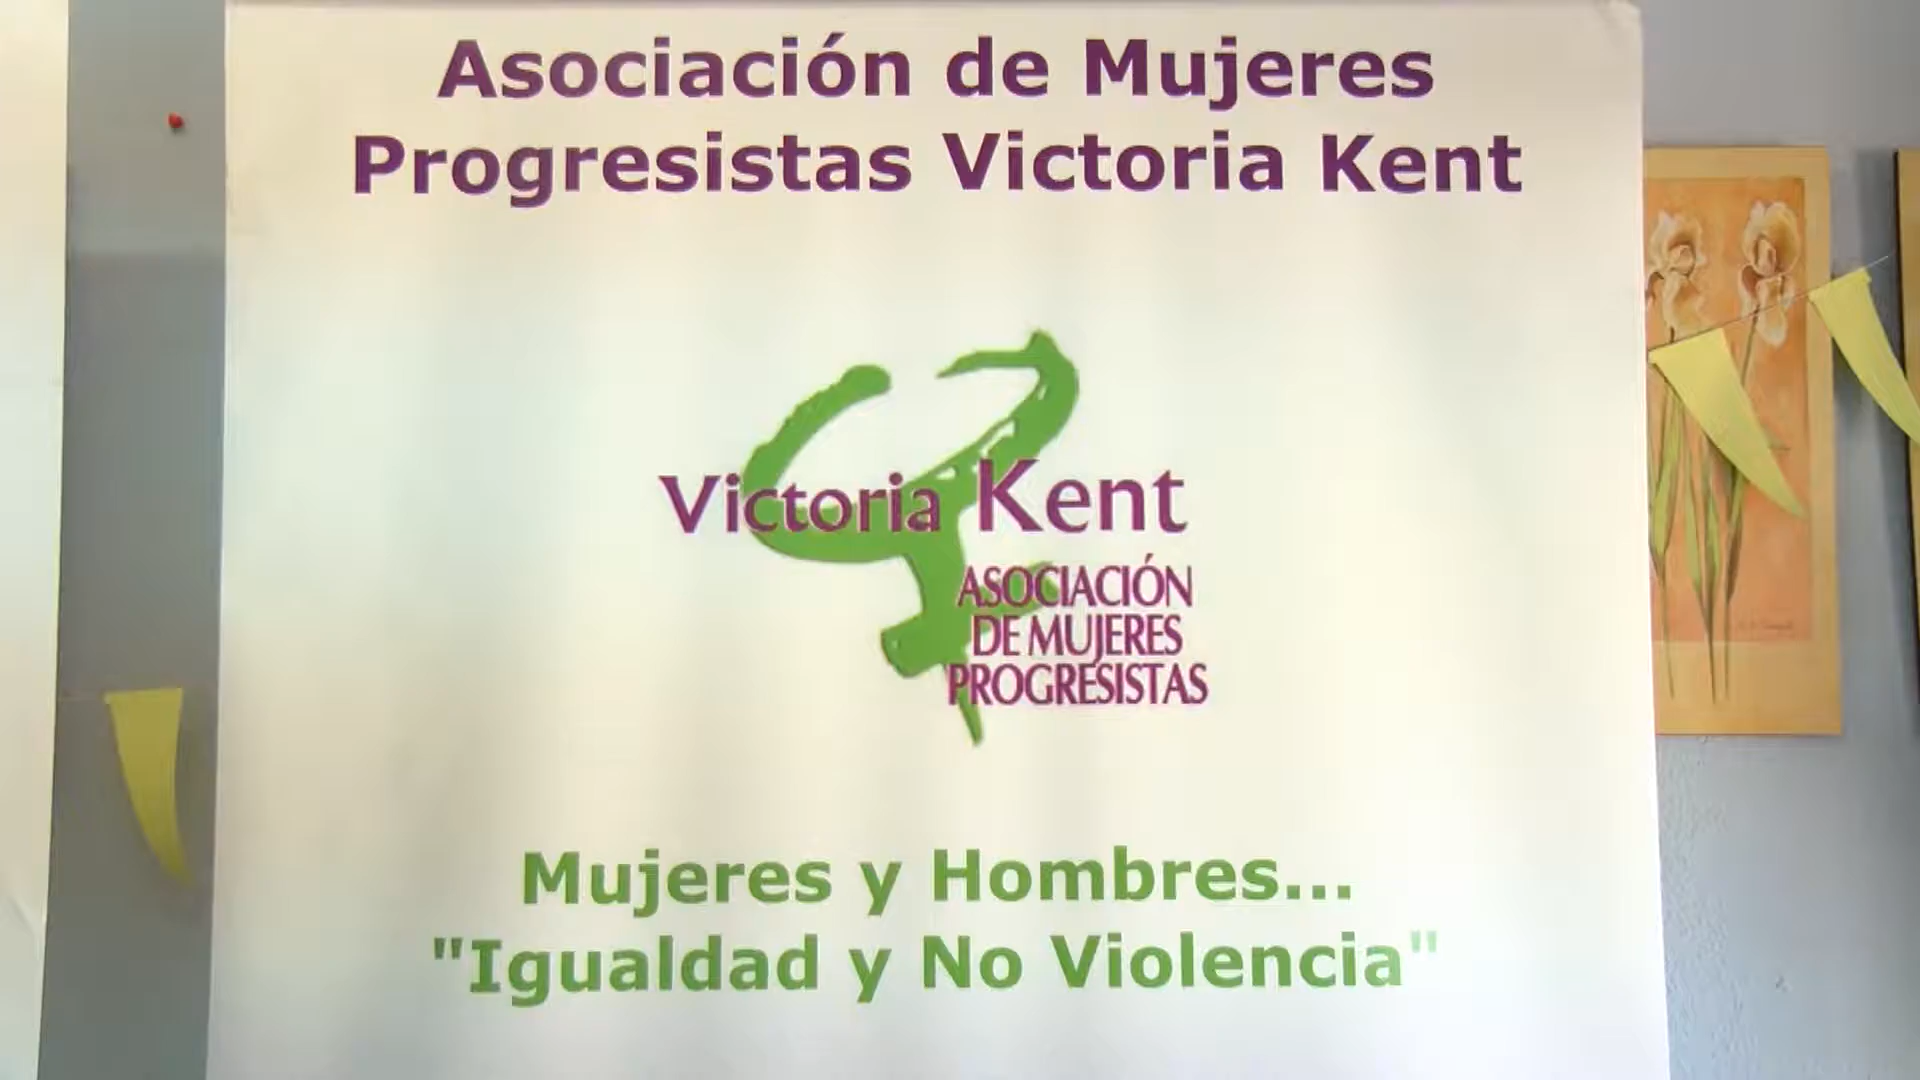 Asociación de Mujeres
Progresistas Victoria Kent
Victoria Kent
ASOCIACIÓN
DE MUJERES
PROGRESISTAS
Mujeres y Hombres...
"Igualdad y No Violencia"